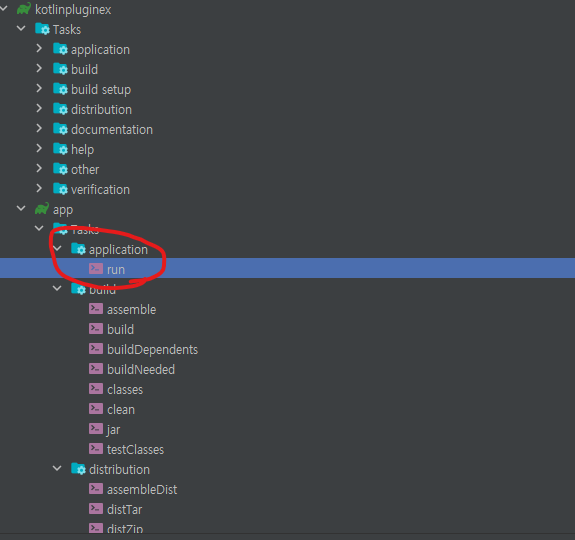 kotlinpluginex
Tasks
application
build
build setup
distribution
documentation
help
other
verification
app
Tasks
application
run
build
assemble
build
buildDependents
buildNeeded
classes
clean
jar
testClasses
distribution
assembleDist
distTar
distZip